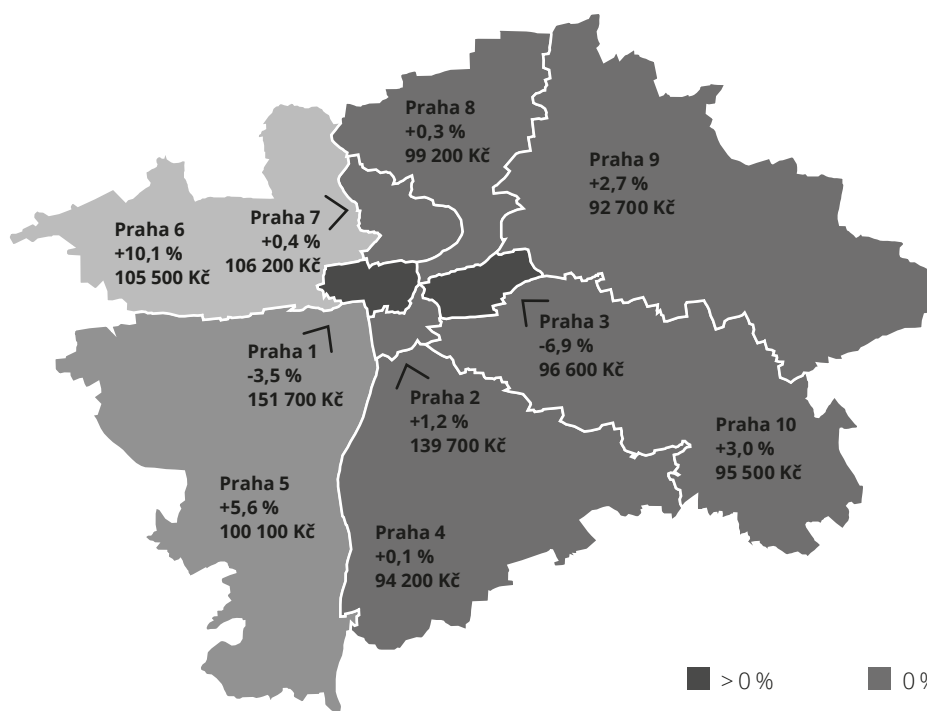 Praha 8
+0,3 %
99 200 Kč
Praha 9
+2,7 %
92 700 Kč
Praha 7
+0,4 %
106 200 Kč
Praha 6
+10,1 %
105 500 Kč
Praha 3
-6,9 %
96 600 Kč
Praha 1
-3,5 %
151 700 Kč
Praha 2
+1,2 %
139 700 Kč
Praha 10
+3,0 %
95 500 Kč
Praha 5
+5,6 %
100 100 Kč
Praha 4
+0,1 %
94 200 Kč
> 0 %
0 %